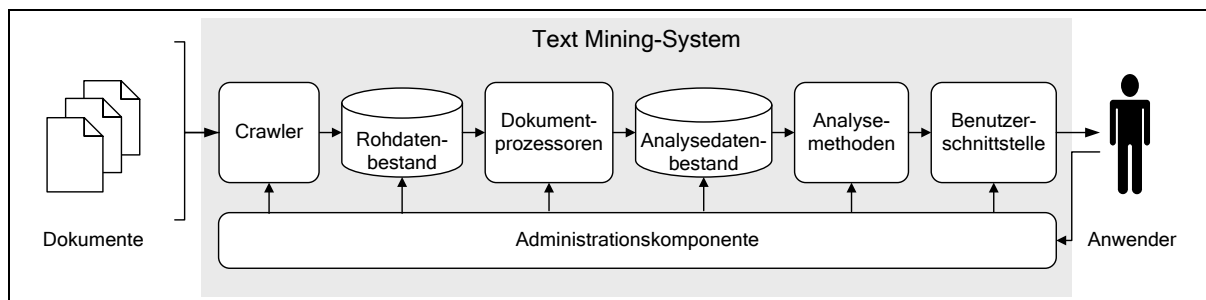 Text Mining-System
Crawler
Rohdaten-
bestand
Dokument-
prozessoren
Analysedaten-
bestand
Analyse-
methoden
Benutzer-
schnittstelle
Dokumente
Administrationskomponente
Anwender